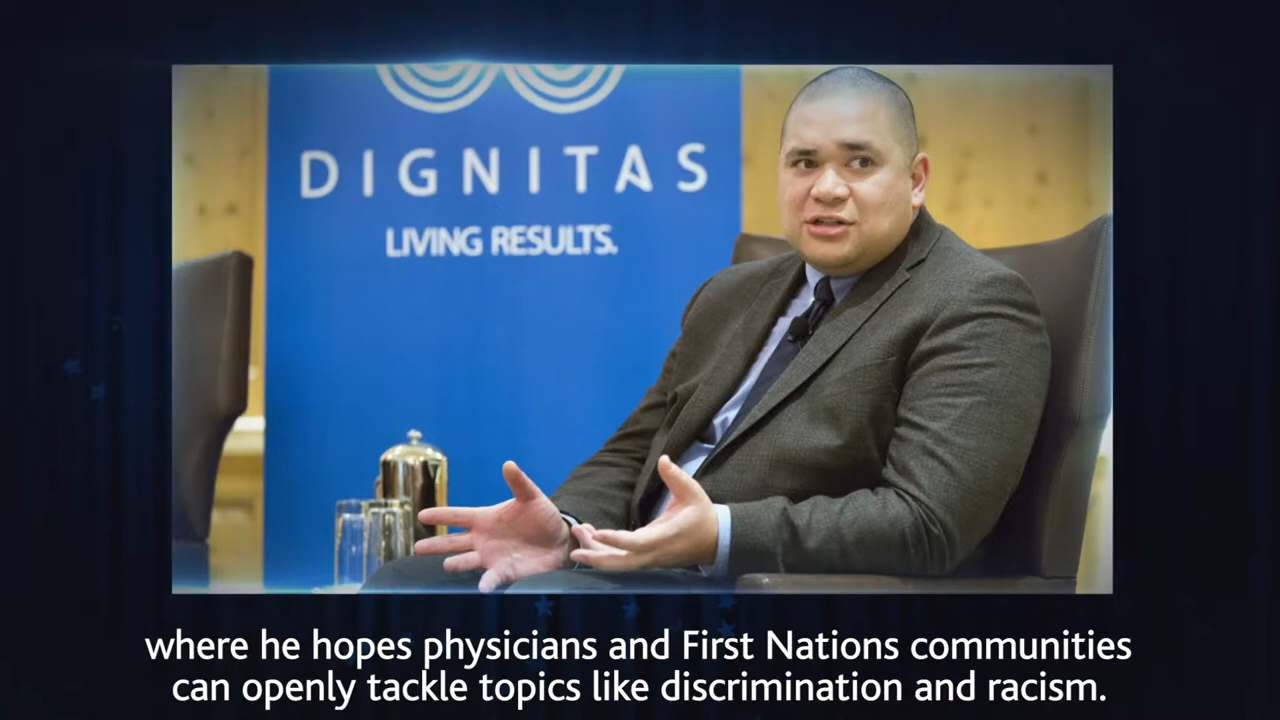 DIGNITAS
LIVING RESULTS.
where he hopes physicians and First Nations communities
can openly tackle topics like discrimination and racism.